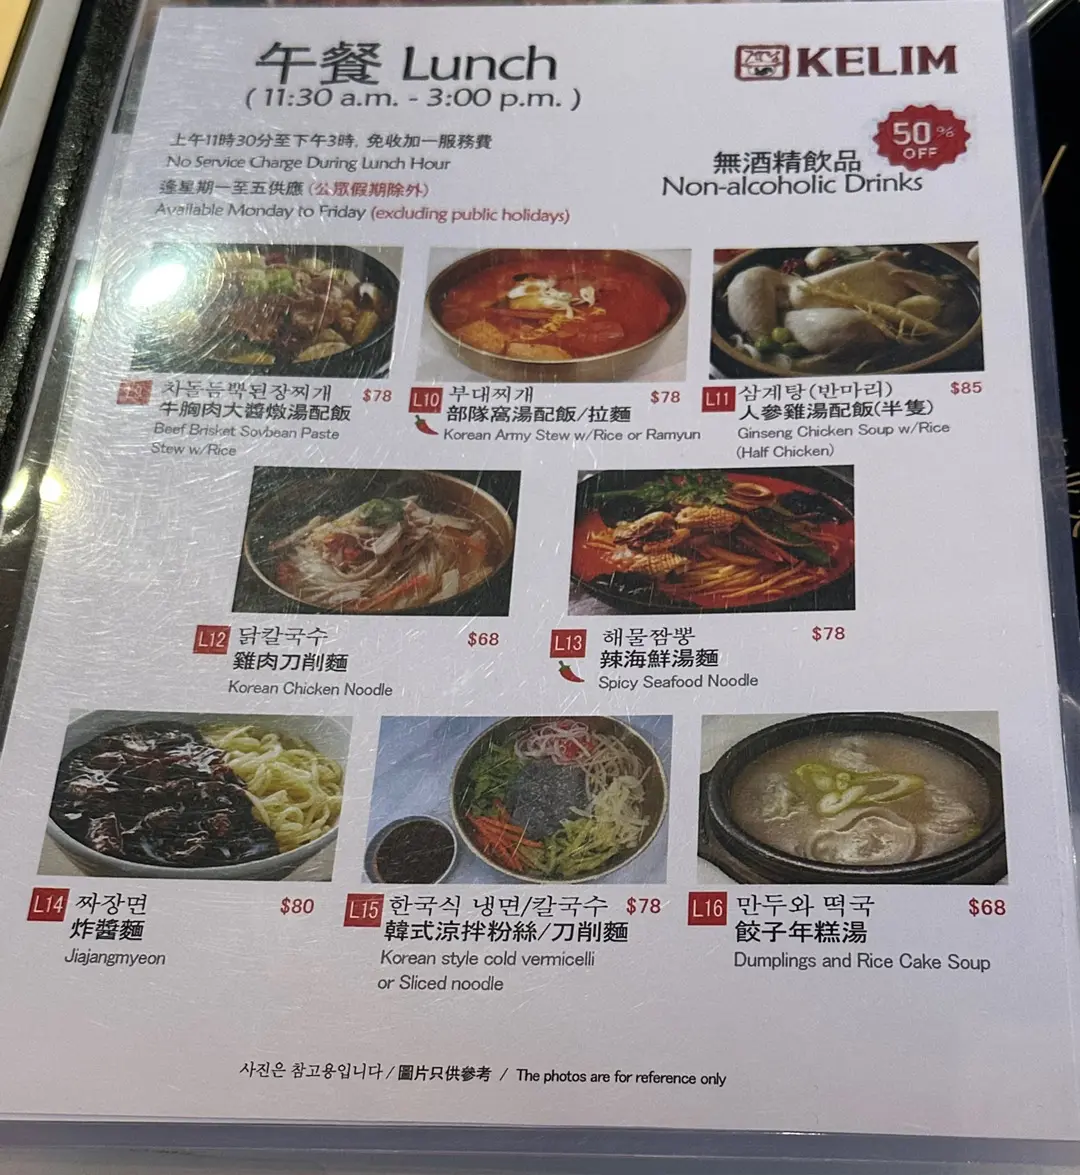 午餐 Lunch
( 11:30 a.m. - 3:00 p.m. )
KELIM
上午11時30分至下午3時, 免收加一服務費
No Service Charge During Lunch Hour
逢星期一至五供應 (公眾假期除外)
Available Monday to Friday (excluding public holidays)
50% OFF
無酒精飲品
Non-alcoholic Drinks
차돌듬뿍된장찌개 $78
牛胸肉大醬燉湯配飯
Beef Brisket Soybean Paste
Stew w/Rice
L10 부대찌개 $78
部隊窩湯配飯/拉麵
Korean Army Stew w/Rice or Ramyun
L11 삼계탕(반마리) $85
人參雞湯配飯(半隻)
Ginseng Chicken Soup w/Rice
(Half Chicken)
L12 닭칼국수 $68
雞肉刀削麵
Korean Chicken Noodle
L13 해물짬뽕 $78
辣海鮮湯麵
Spicy Seafood Noodle
L14 짜장면 $80
炸醬麵
Jiajangmyeon
L15 한국식 냉면/칼국수 $78
韓式涼拌粉絲/刀削麵
Korean style cold vermicelli
or Sliced noodle
L16 만두와 떡국 $68
餃子年糕湯
Dumplings and Rice Cake Soup
사진은 참고용입니다 / 圖片只供參考 / The photos are for reference only